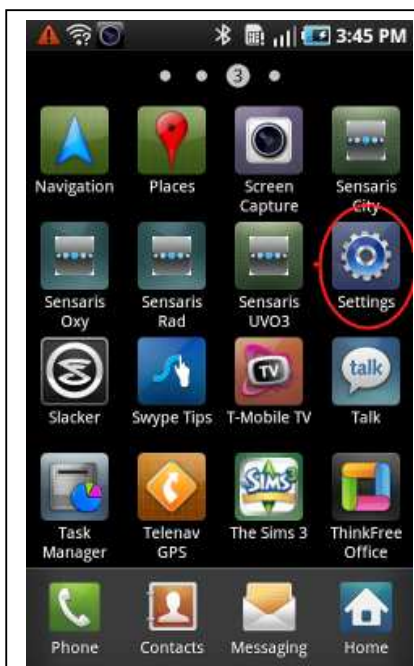 3:45 PM
3
Navigation Places Screen Capture Sensaris City
Sensaris Oxy Sensaris Rad Sensaris UVO3 Settings
TV talk
Slacker Swype Tips T-Mobile TV Talk
SIMS 3
Task Manager Telenav GPS The Sims 3 ThinkFree Office
Phone Contacts Messaging Home